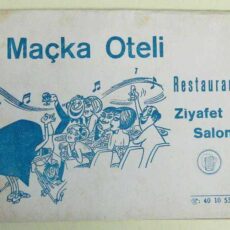 Maçka Oteli
Restauran
Ziyafet
Salon
☏: 40 10 53